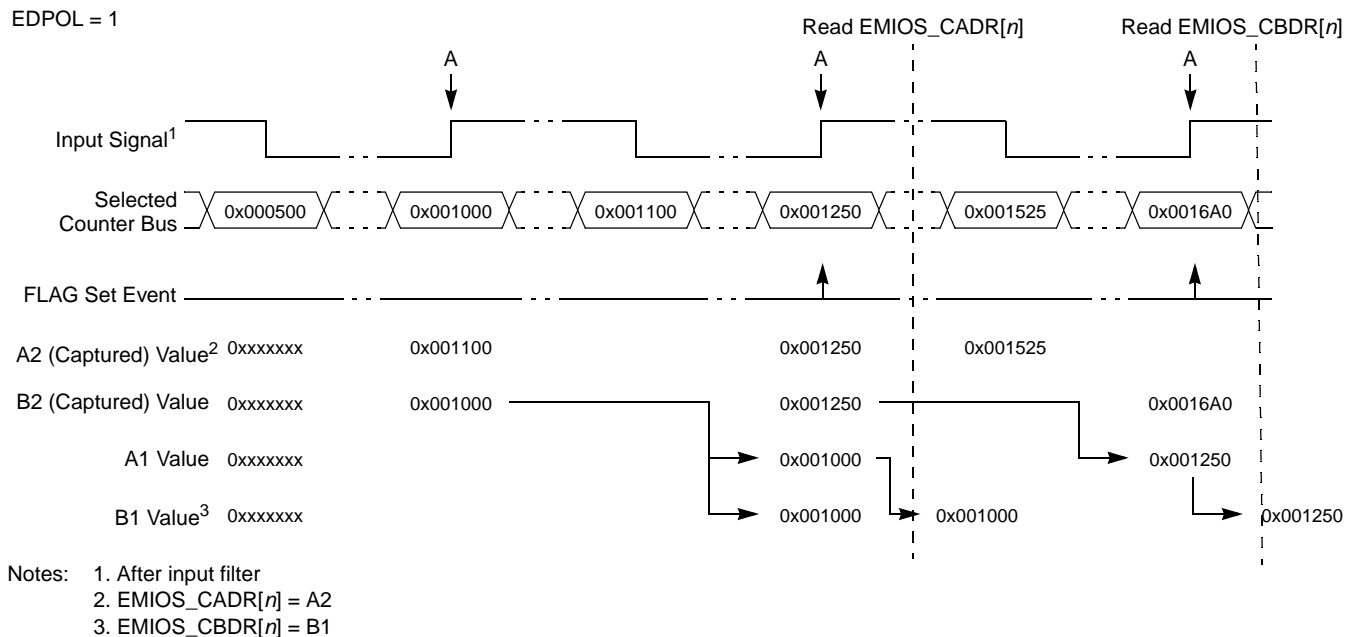 EDPOL = 1
Read EMIOS_CADR[n] Read EMIOS_CBDR[n]
A A A
Input Signal1
Selected
Counter Bus
0x000500 0x001000 0x001100 0x001250 0x001525 0x0016A0
FLAG Set Event
A2 (Captured) Value2 0xxxxxxx 0x001100 0x001250 0x001525
B2 (Captured) Value 0xxxxxxx 0x001000 0x001250 0x0016A0
A1 Value 0xxxxxxx 0x001000 0x001250
B1 Value3 0xxxxxxx 0x001000 0x001000 0x001250
Notes: 1. After input filter
2. EMIOS_CADR[n] = A2
3. EMIOS_CBDR[n] = B1